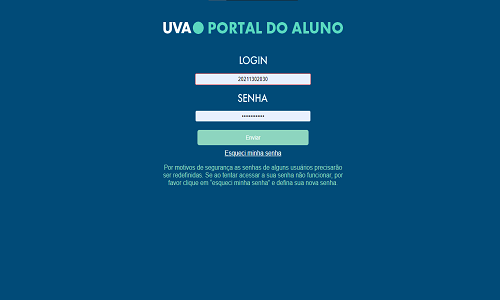 UVA PORTAL DO ALUNO
LOGIN
20211302030
SENHA
••••••••••
Enviar
Esqueci minha senha
Por motivos de segurança as senhas de alguns usuários precisarão
ser redefinidas. Se ao tentar acessar a sua senha não funcionar, por
favor clique em "esqueci minha senha" e defina sua nova senha.